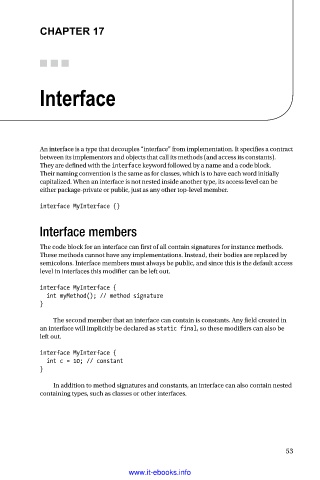 CHAPTER 17
Interface
An interface is a type that decouples "interface" from implementation. It specifies a contract
between its implementors and objects that call its methods (and access its constants).
They are defined with the interface keyword followed by a name and a code block.
Their naming convention is the same as for classes, which is to have each word initially
capitalized. When an interface is not nested inside another type, its access level can be
either package-private or public, just as any other top-level member.
interface MyInterface {}
Interface members
The code block for an interface can first of all contain signatures for instance methods.
These methods cannot have any implementations. Instead, their bodies are replaced by
semicolons. Interface members must always be public, and since this is the default access
level in interfaces this modifier can be left out.
interface MyInterface {
int myMethod(); // method signature
}
The second member that an interface can contain is constants. Any field created in
an interface will implicitly be declared as static final, so these modifiers can also be
left out.
interface MyInterface {
int c = 10; // constant
}
In addition to method signatures and constants, an interface can also contain nested
containing types, such as classes or other interfaces.
53
www.it-ebooks.info